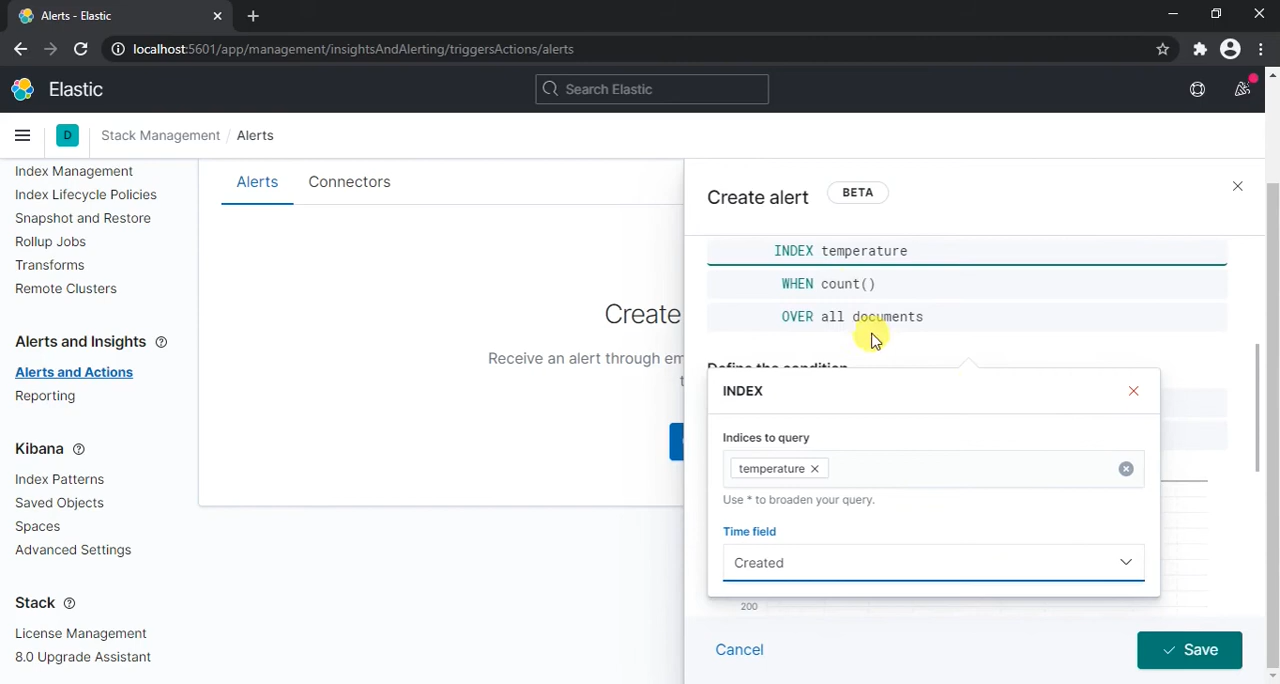 Alerts - Elastic
localhost:5601/app/management/insightsAndAlerting/triggersActions/alerts
Elastic
Search Elastic
D
Stack Management / Alerts
Index Management
Index Lifecycle Policies
Snapshot and Restore
Rollup Jobs
Transforms
Remote Clusters
Alerts and Insights
Alerts and Actions
Reporting
Kibana
Index Patterns
Saved Objects
Spaces
Advanced Settings
Stack
License Management
8.0 Upgrade Assistant
Alerts Connectors
Create
Receive an alert through em
Create alert BETA
INDEX temperature
WHEN count()
OVER all documents
Define the condition
INDEX
Indices to query
temperature
Use * to broaden your query.
Time field
Created
200
Cancel
Save